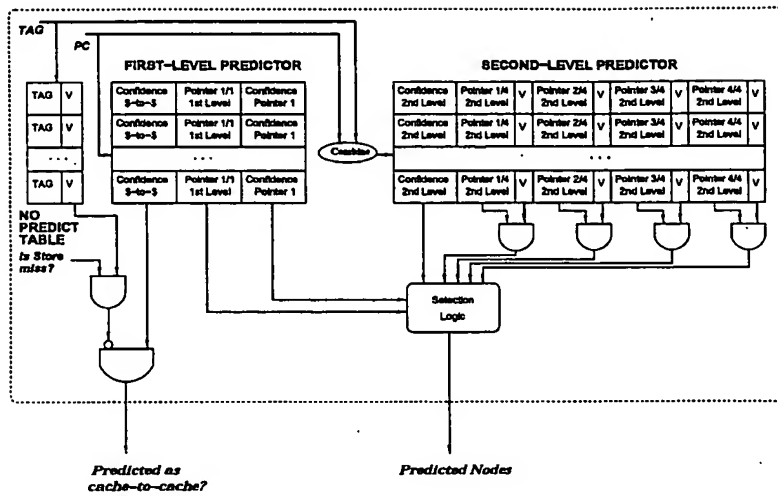 TAG
PC
FIRST-LEVEL PREDICTOR
SECOND-LEVEL PREDICTOR
TAG V
TAG V
. . .
TAG V
Confidence $-to-$ Pointer 1/1 1st Level Confidence Pointer 1
Confidence $-to-$ Pointer 1/1 1st Level Confidence Pointer 1
. . .
Confidence $-to-$ Pointer 1/1 1st Level Confidence Pointer 1
Combine
Confidence 2nd Level Pointer 1/4 2nd Level V Pointer 2/4 2nd Level V Pointer 3/4 2nd Level V Pointer 4/4 2nd Level V
Confidence 2nd Level Pointer 1/4 2nd Level V Pointer 2/4 2nd Level V Pointer 3/4 2nd Level V Pointer 4/4 2nd Level V
. . .
Confidence 2nd Level Pointer 1/4 2nd Level V Pointer 2/4 2nd Level V Pointer 3/4 2nd Level V Pointer 4/4 2nd Level V
NO
PREDICT
TABLE
Is Store
miss?
Selection
Logic
Predicted as
cache-to-cache?
Predicted Nodes